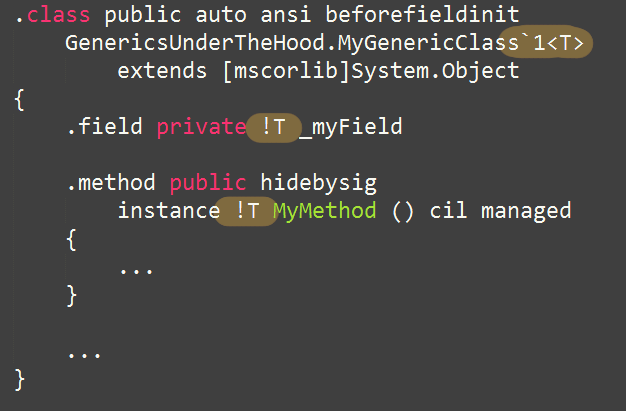 .class public auto ansi beforefieldinit
GenericsUnderTheHood.MyGenericClass`1<T>
extends [mscorlib]System.Object
{
.field private !T _myField
.method public hidebysig
instance !T MyMethod () cil managed
{
...
}
...
}